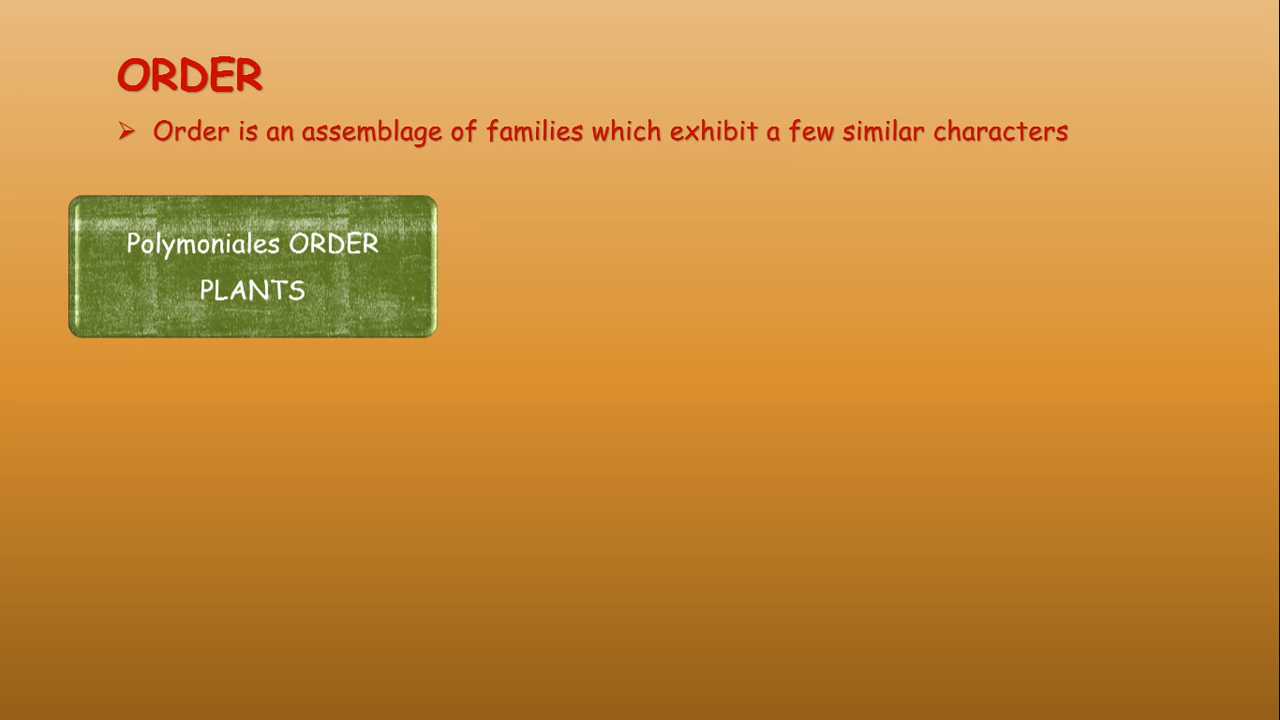 ORDER
➢ Order is an assemblage of families which exhibit a few similar characters
Polymoniales ORDER
PLANTS